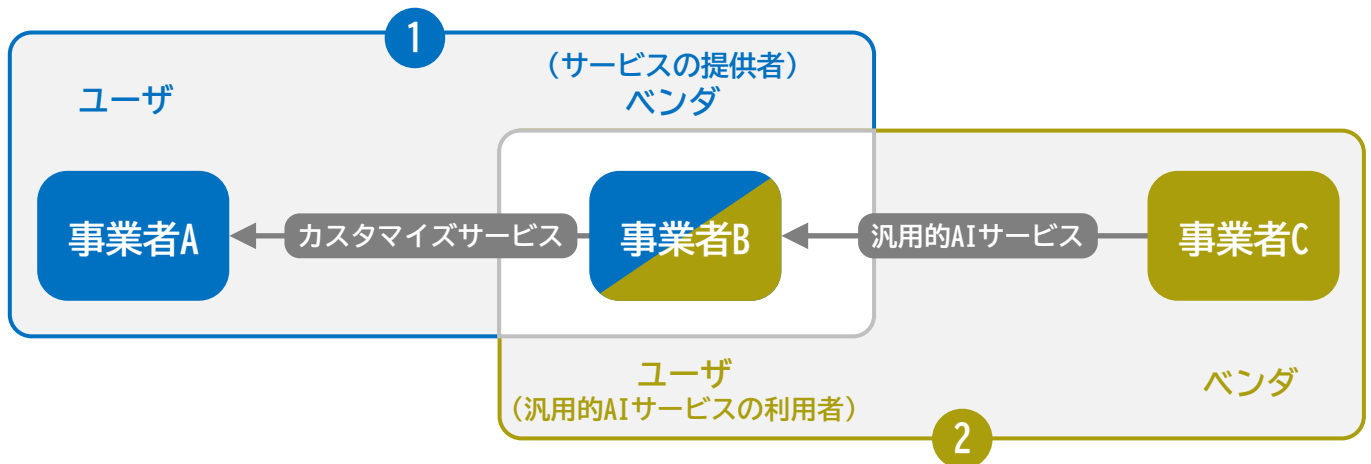 1
(サービスの提供者)
ユーザ
ベンダ
事業者A
カスタマイズサービス
事業者B
汎用的AIサービス
事業者C
ユーザ
(汎用的AIサービスの利用者)
ベンダ
2